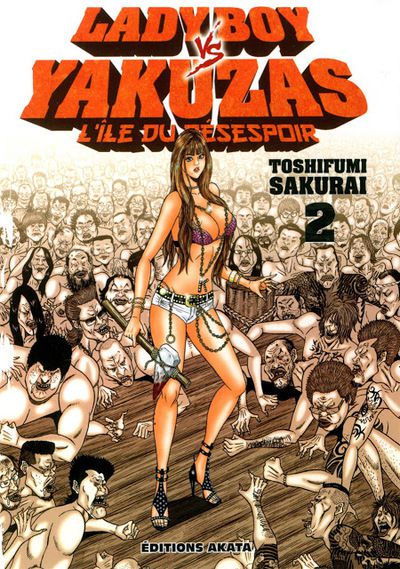 LADYBOY
VS
YAKUZAS
L'ÎLE DU DÉSESPOIR
TOSHIFUMI
SAKURAI
2
ÉDITIONS AKATA